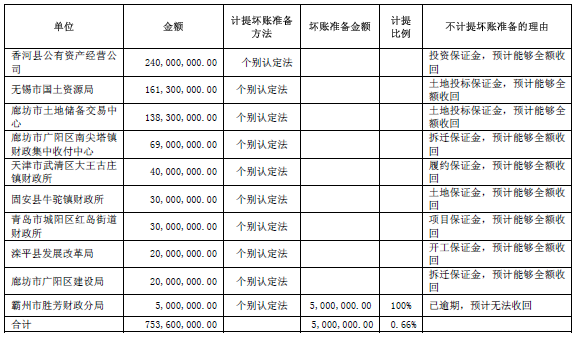 单位 金额 计提坏账准备方法 坏账准备金额 计提比例 不计提坏账准备的理由
香河县公有资产经营公司 240,000,000.00 个别认定法 投资保证金，预计能够全额收回
无锡市国土资源局 161,300,000.00 个别认定法 土地投标保证金，预计能够全额收回
廊坊市土地储备交易中心 138,300,000.00 个别认定法 土地投标保证金，预计能够全额收回
廊坊市广阳区南尖塔镇财政集中收付中心 69,000,000.00 个别认定法 拆迁保证金，预计能够全额收回
天津市武清区大王古庄镇财政所 40,000,000.00 个别认定法 履约保证金，预计能够全额收回
固安县牛驼镇财政所 30,000,000.00 个别认定法 土地保证金，预计能够全额收回
青岛市城阳区红岛街道财政所 30,000,000.00 个别认定法 项目保证金，预计能够全额收回
滦平县发展改革局 20,000,000.00 个别认定法 开工保证金，预计能够全额收回
廊坊市广阳区建设局 20,000,000.00 个别认定法 拆迁保证金，预计能够全额收回
霸州市胜芳财政分局 5,000,000.00 个别认定法 5,000,000.00 100% 已逾期，预计无法收回
合计 753,600,000.00 5,000,000.00 0.66%